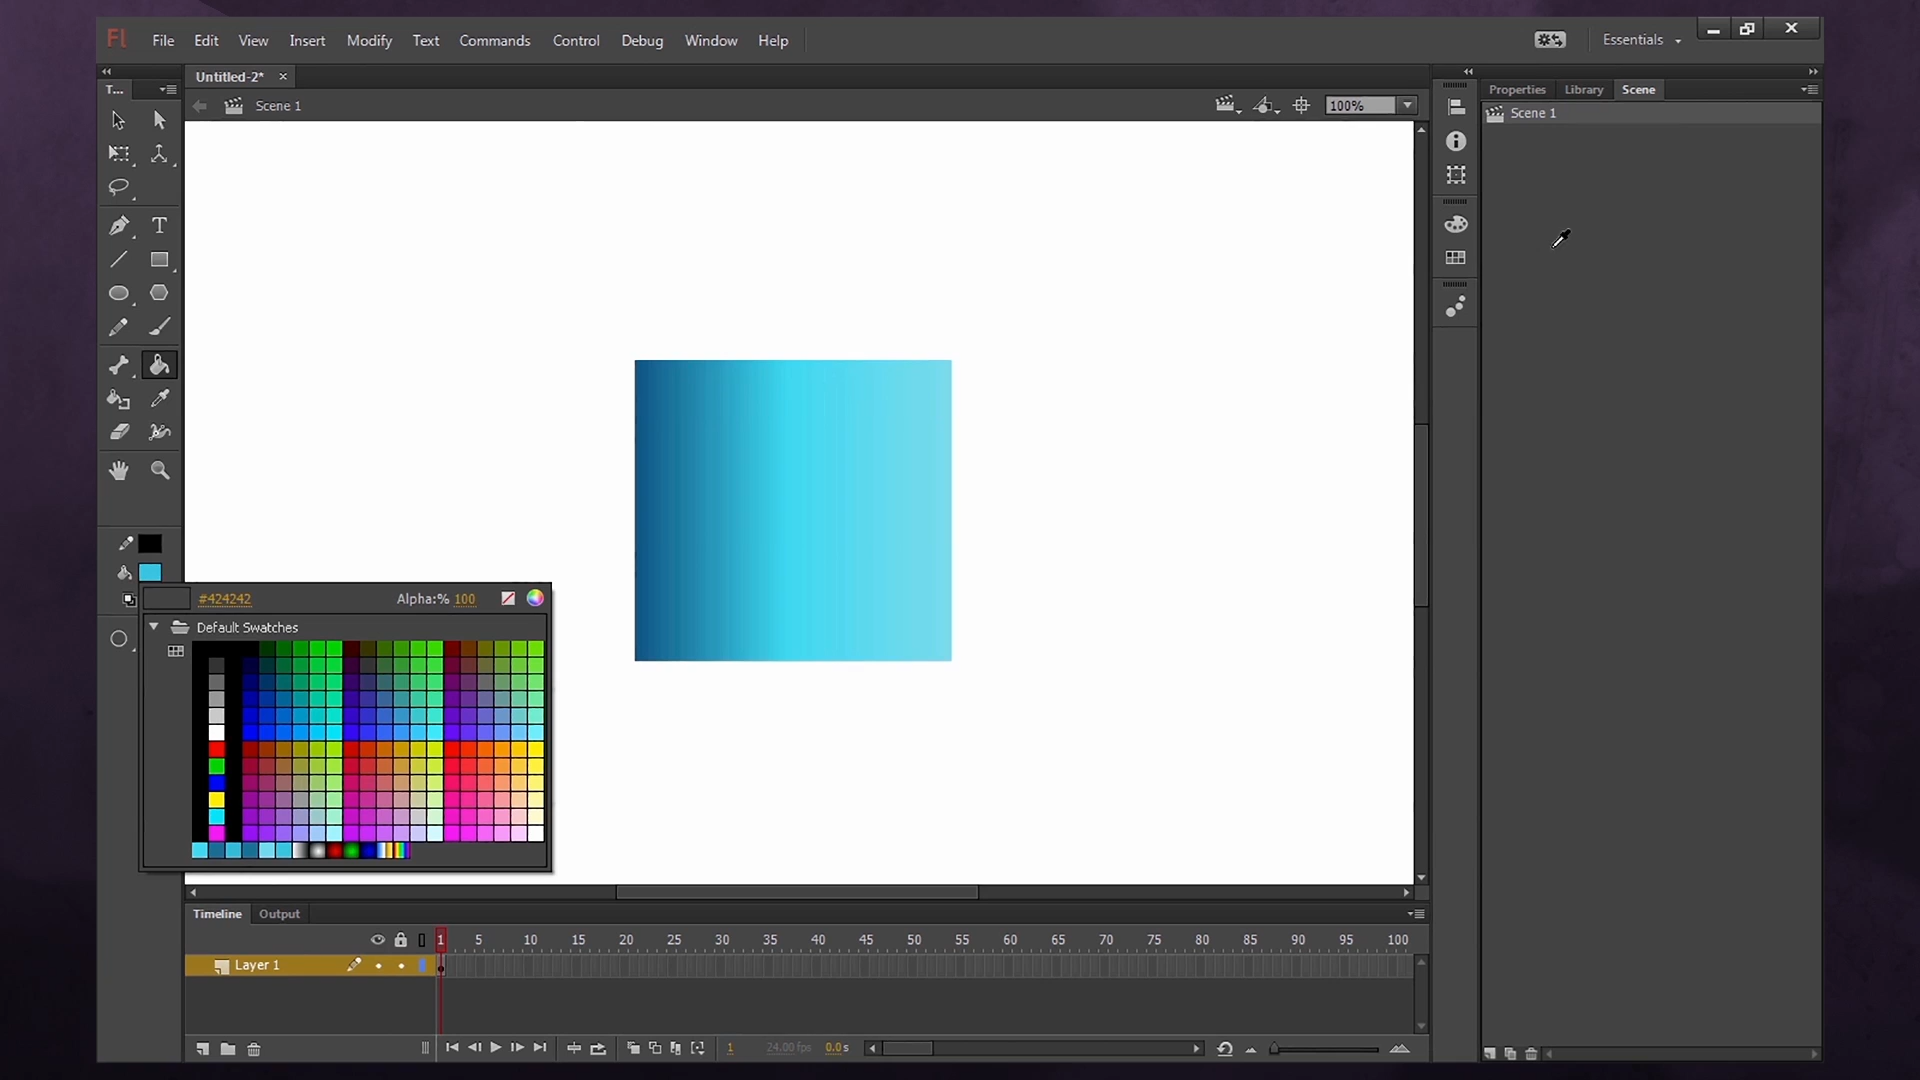 Fl File Edit View Insert Modify Text Commands Control Debug Window Help Essentials
T... Untitled-2* Properties Library Scene
Scene 1 100% Scene 1
#424242 Alpha:% 100
Default Swatches
Timeline Output
1 5 10 15 20 25 30 35 40 45 50 55 60 65 70 75 80 85 90 95 100
Layer 1
1 24.00 fps 0.0 s